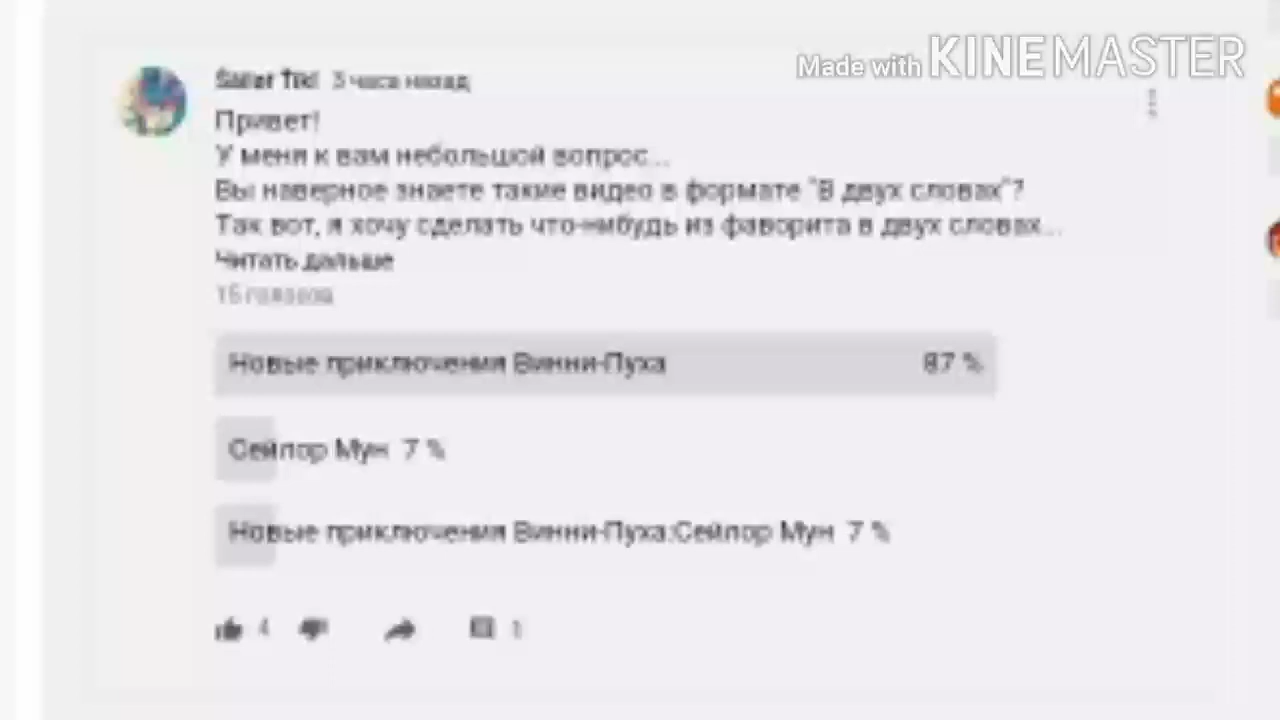 Made with KINEMASTER
3 часа назад
Привет!
У меня к вам небольшой вопрос...
Вы наверное знаете такие видео в формате "В двух словах"?
Так вот, я хочу сделать что-нибудь из фаворита в двух словах...
Читать дальше
15 голосов
Новые приключения Винни-Пуха 87 %
Сейлор Мун 7 %
Новые приключения Винни-Пуха:Сейлор Мун 7 %
4 1